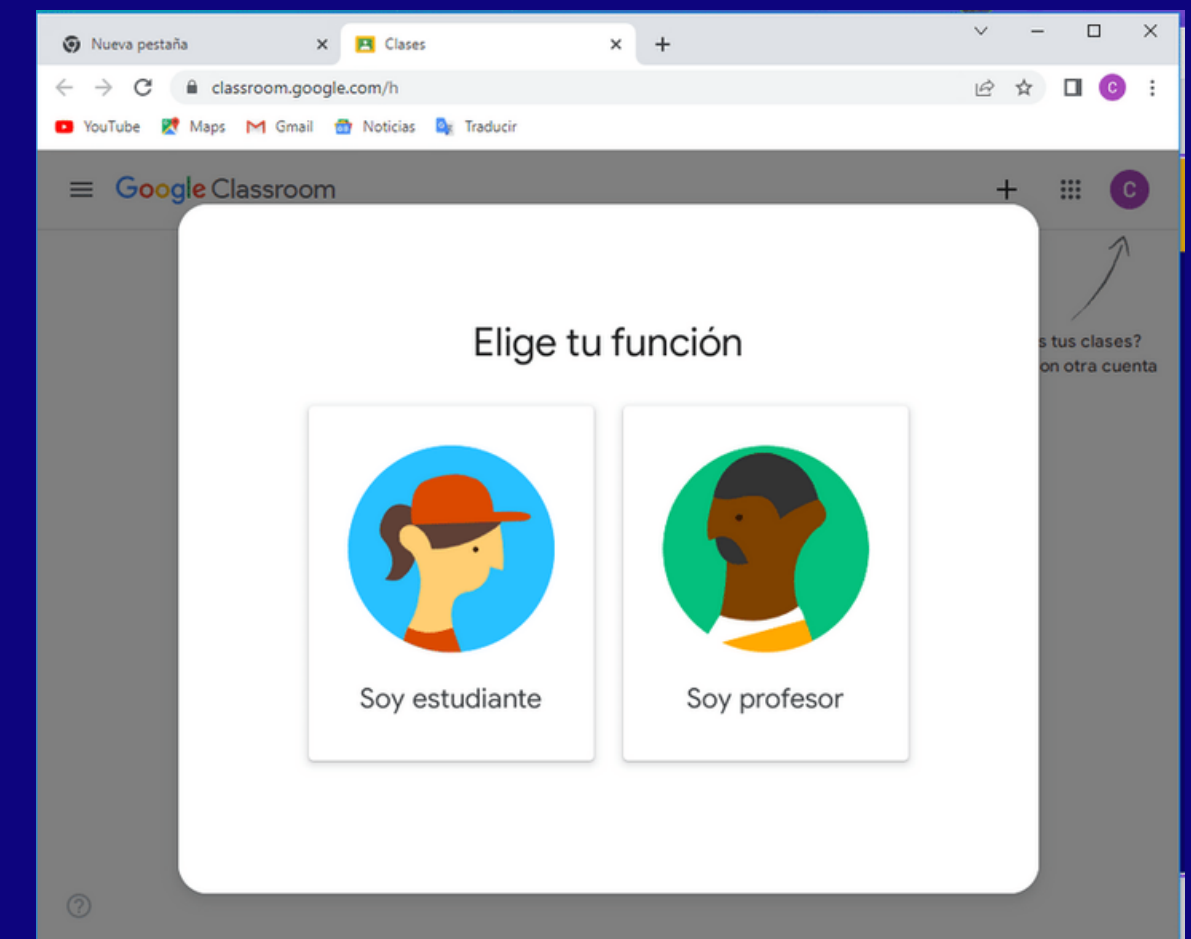 Nueva pestaña
Clases
classroom.google.com/h
C
YouTube Maps Gmail Noticias Traducir
Google Classroom
C
Elige tu función
tus clases?
otra cuenta
Soy estudiante
Soy profesor